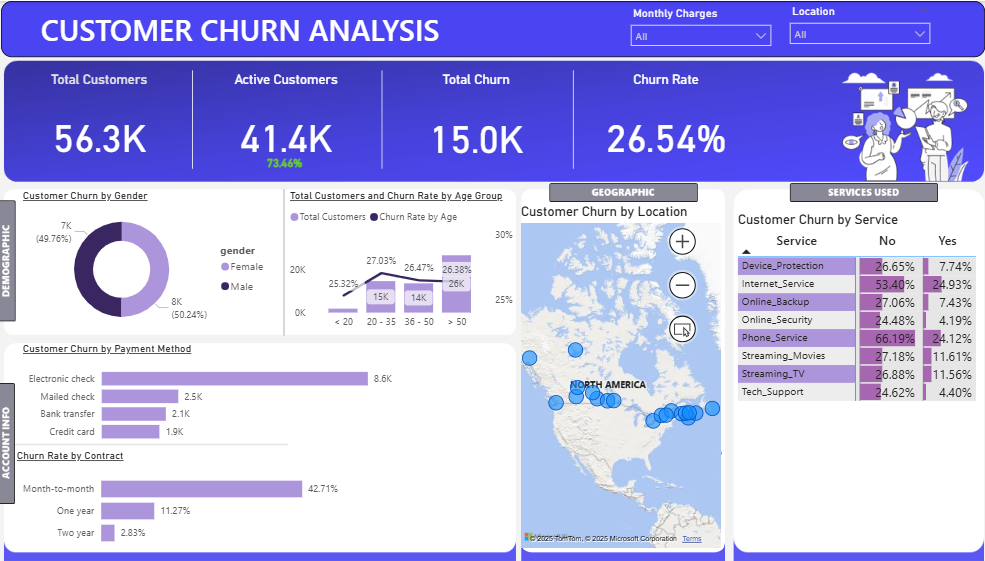 CUSTOMER CHURN ANALYSIS
Monthly Charges
All
Location
All
Total Customers
56.3K
Active Customers
41.4K
73.46%
Total Churn
15.0K
Churn Rate
26.54%
DEMOGRAPHIC
Customer Churn by Gender
7K
(49.76%)
8K
(50.24%)
gender
Female
Male
Total Customers and Churn Rate by Age Group
Total Customers Churn Rate by Age
20K
0K
30%
25%
25.32%
27.03%
26.47%
26.38%
15K
14K
26K
< 20
20 - 35
36 - 50
> 50
ACCOUNT INFO
Customer Churn by Payment Method
Electronic check 8.6K
Mailed check 2.5K
Bank transfer 2.1K
Credit card 1.9K
Churn Rate by Contract
Month-to-month 42.71%
One year 11.27%
Two year 2.83%
GEOGRAPHIC
Customer Churn by Location
NORTH AMERICA
© 2025 TomTom, © 2025 Microsoft Corporation Terms
SERVICES USED
Customer Churn by Service
Service No Yes
Device_Protection 26.65% 7.74%
Internet_Service 53.40% 24.93%
Online_Backup 27.06% 7.43%
Online_Security 24.48% 4.19%
Phone_Service 66.19% 24.12%
Streaming_Movies 27.18% 11.61%
Streaming_TV 26.88% 11.56%
Tech_Support 24.62% 4.40%